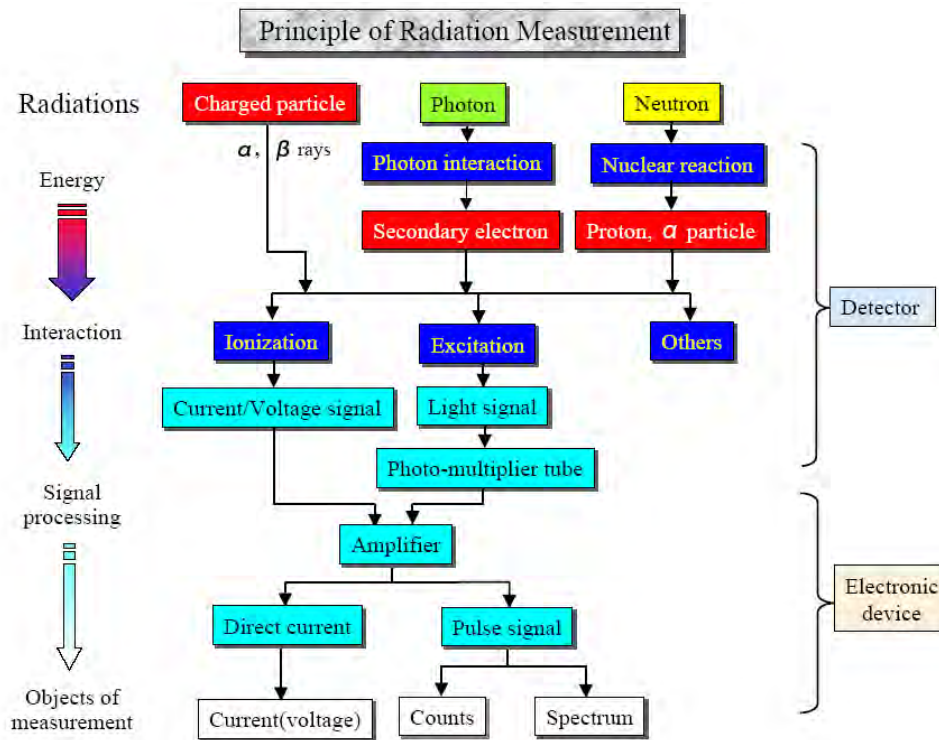 Principle of Radiation Measurement
Radiations
Charged particle
Photon
Neutron
α, β rays
Photon interaction
Nuclear reaction
Energy
Secondary electron
Proton, α particle
Detector
Interaction
Ionization
Excitation
Others
Current/Voltage signal
Light signal
Photo-multiplier tube
Signal
processing
Amplifier
Electronic
device
Direct current
Pulse signal
Objects of
measurement
Current(voltage)
Counts
Spectrum